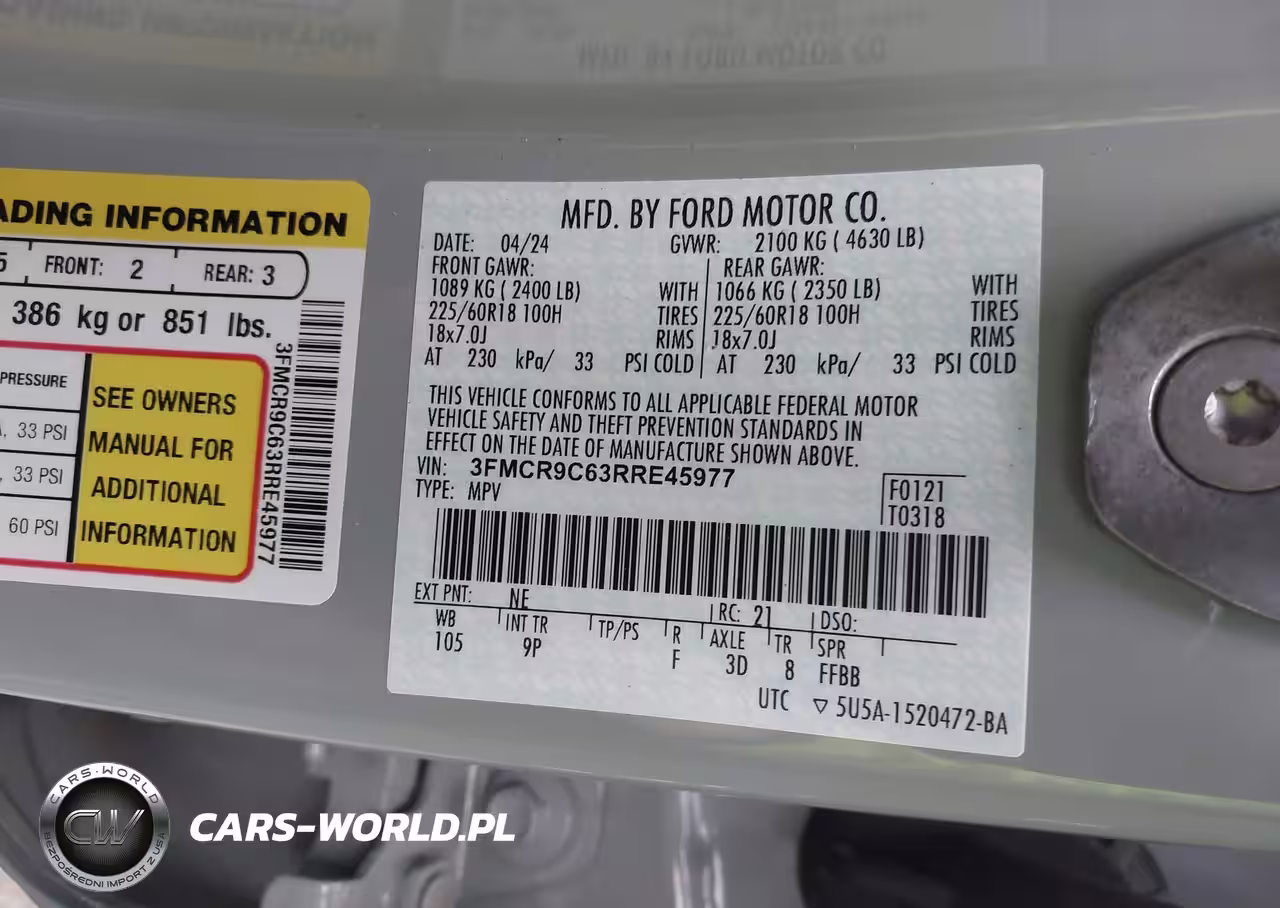 ADING INFORMATION
5 FRONT: 2 REAR: 3
386 kg or 851 lbs.
PRESSURE
33 PSI
33 PSI
60 PSI
SEE OWNERS
MANUAL FOR
ADDITIONAL
INFORMATION
3FMCR9C63RRE45977
MFD. BY FORD MOTOR CO.
DATE: 04/24 GVWR: 2100 KG ( 4630 LB)
FRONT GAWR: REAR GAWR:
1089 KG ( 2400 LB) WITH 1066 KG ( 2350 LB) WITH
225/60R18 100H TIRES 225/60R18 100H TIRES
18x7.0J RIMS 18x7.0J RIMS
AT 230 kPa/ 33 PSI COLD AT 230 kPa/ 33 PSI COLD
THIS VEHICLE CONFORMS TO ALL APPLICABLE FEDERAL MOTOR
VEHICLE SAFETY AND THEFT PREVENTION STANDARDS IN
EFFECT ON THE DATE OF MANUFACTURE SHOWN ABOVE.
VIN: 3FMCR9C63RRE45977
TYPE: MPV
F0121
T0318
EXT PNT: NE RC: 21 DSO:
WB INT TR TP/PS R AXLE TR SPR
105 9P F 3D 8 FFBB
UTC ▽ 5U5A-1520472-BA
CARS-WORLD
CW
BEZPOŚREDNI IMPORT Z USA
CARS-WORLD.PL